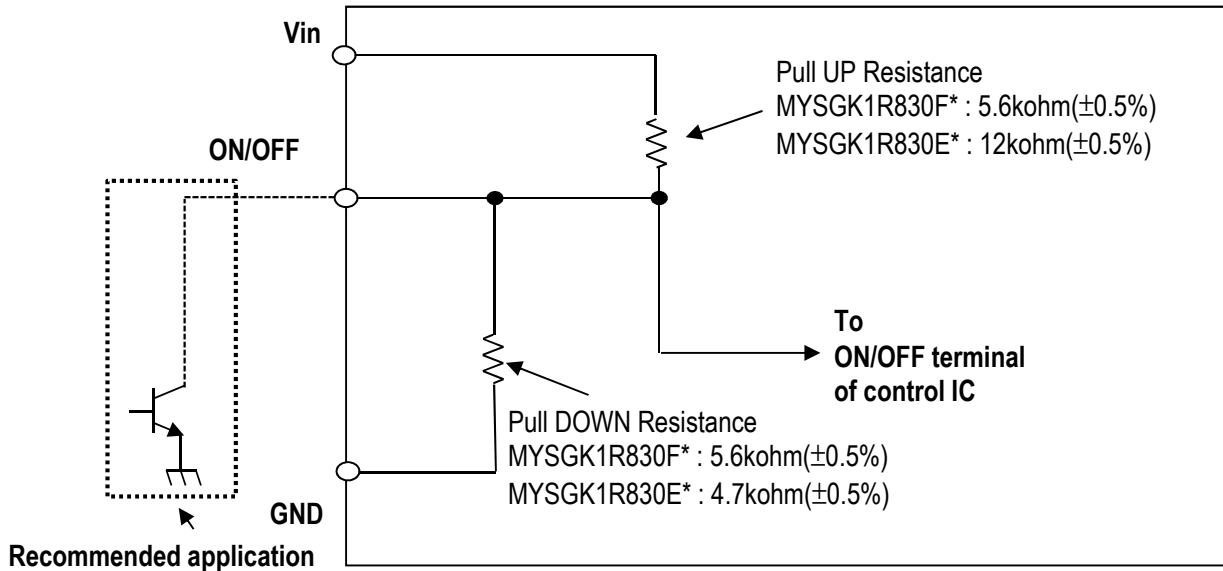 Vin
Pull UP Resistance
MYSGK1R830F* : 5.6kohm(±0.5%)
MYSGK1R830E* : 12kohm(±0.5%)
ON/OFF
To
ON/OFF terminal
of control IC
Pull DOWN Resistance
MYSGK1R830F* : 5.6kohm(±0.5%)
MYSGK1R830E* : 4.7kohm(±0.5%)
GND
Recommended application